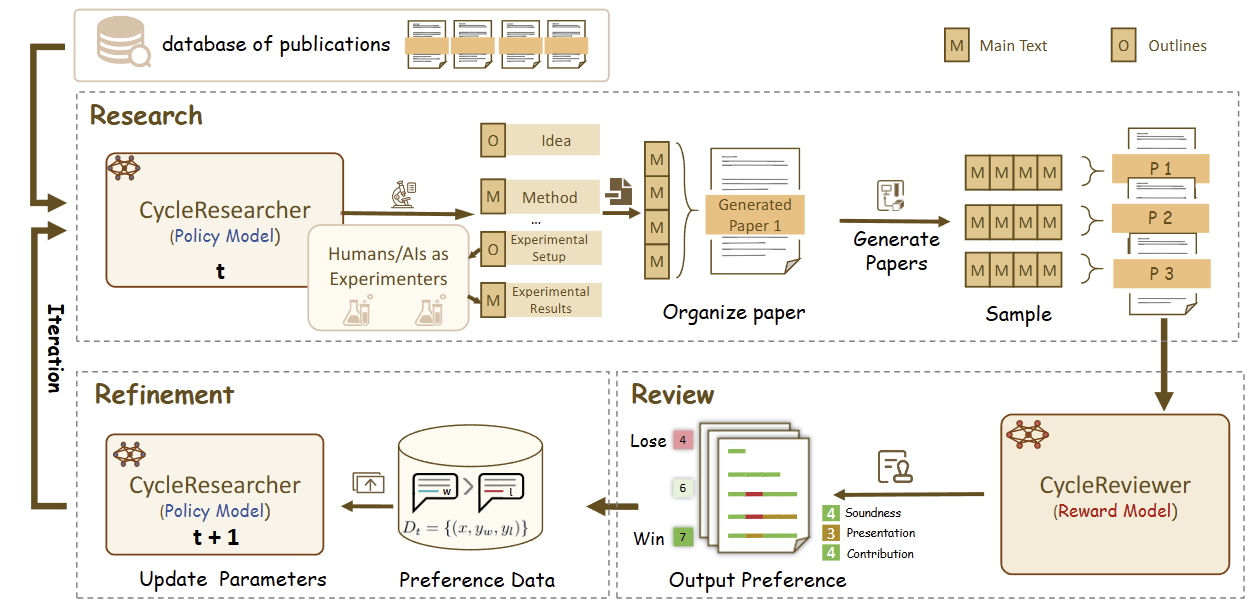 database of publications
M Main Text
O Outlines
Research
CycleResearcher
(Policy Model)
t
Humans/AIs as
Experimenters
O Idea
M Method
...
O Experimental
Setup
M Experimental
Results
M
M
M
M
Generated
Paper 1
Organize paper
Generate
Papers
M M M M
M M M M
M M M M
Sample
P 1
P 2
P 3
Iteration
Refinement
CycleResearcher
(Policy Model)
t + 1
Update Parameters
w > l
D_t = {(x, y_w, y_l)}
Preference Data
Review
Lose 4
6
Win 7
Output Preference
4 Soundness
3 Presentation
4 Contribution
CycleReviewer
(Reward Model)